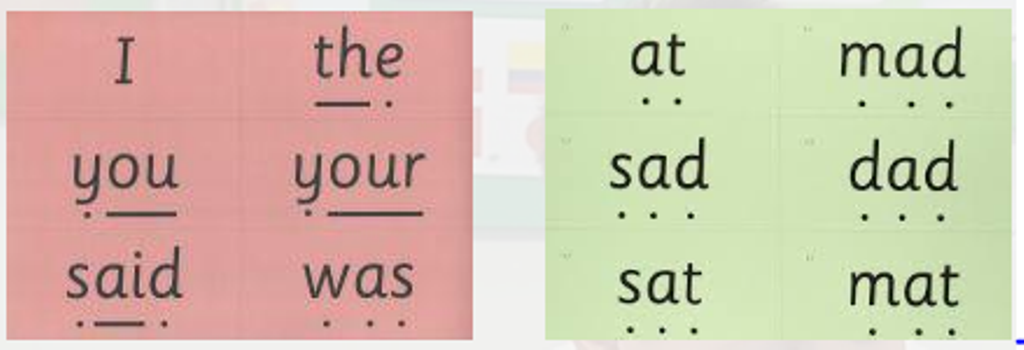 I the
you your
said was
at mad
sad dad
sat mat